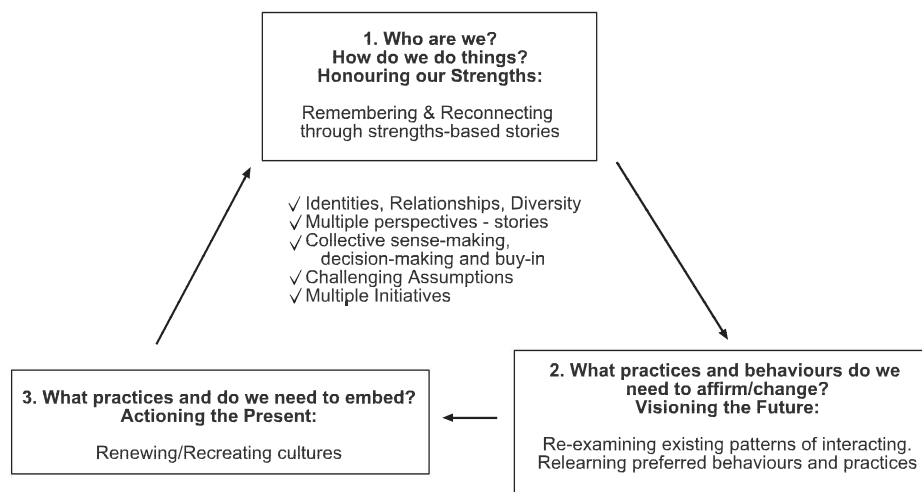 1. Who are we?
How do we do things?
Honouring our Strengths:
Remembering & Reconnecting
through strengths-based stories
✓ Identities, Relationships, Diversity
✓ Multiple perspectives - stories
✓ Collective sense-making,
decision-making and buy-in
✓ Challenging Assumptions
✓ Multiple Initiatives
2. What practices and behaviours do we
need to affirm/change?
Visioning the Future:
Re-examining existing patterns of interacting.
Relearning preferred behaviours and practices
3. What practices and do we need to embed?
Actioning the Present:
Renewing/Recreating cultures